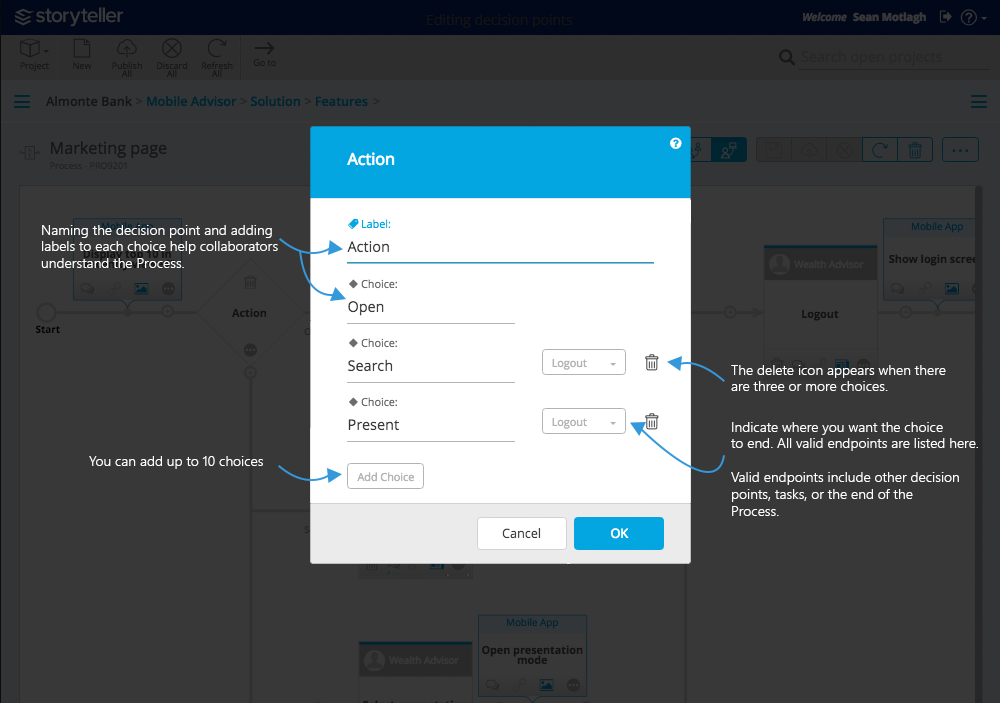 storyteller
Editing decision points
Welcome Sean Motlagh
Project
New
Publish All
Discard All
Refresh All
Go to
Search open projects
Almonte Bank > Mobile Advisor > Solution > Features >
Marketing page
Process - PRO9201
Action
Label:
Action
Choice:
Open
Choice:
Search
Logout
Choice:
Present
Logout
Add Choice
Cancel
OK
Naming the decision point and adding
labels to each choice help collaborators
understand the Process.
Display top 10 in
Start
Action
Mobile App
Show login scree
Wealth Advisor
Logout
The delete icon appears when there
are three or more choices.
Indicate where you want the choice
to end. All valid endpoints are listed here.
Valid endpoints include other decision
points, tasks, or the end of the
Process.
You can add up to 10 choices
Mobile App
Open presentation
mode
Wealth Advisor